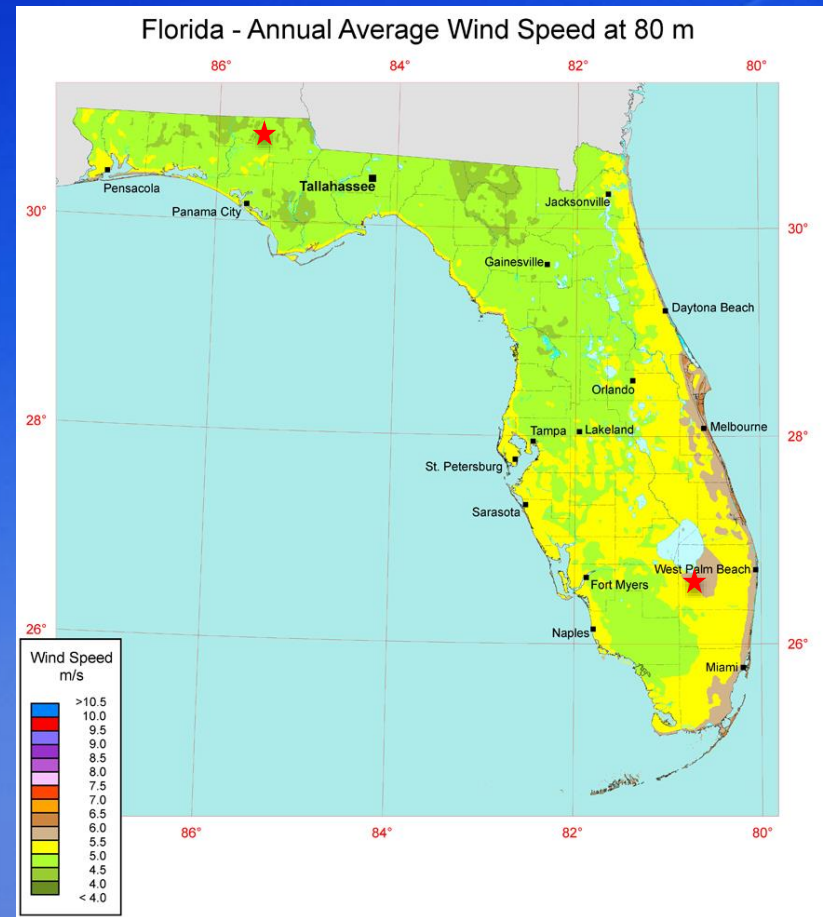 Florida - Annual Average Wind Speed at 80 m
86° 84° 82° 80°
Pensacola
Tallahassee
Panama City
Jacksonville
30° 30°
Gainesville
Daytona Beach
Orlando
28° 28°
Tampa Lakeland Melbourne
St. Petersburg
Sarasota
West Palm Beach
Fort Myers
26° Naples 26°
Miami
Wind Speed
m/s
>10.5
10.0
9.5
9.0
8.5
8.0
7.5
7.0
6.5
6.0
5.5
5.0
4.5
4.0
< 4.0
86° 84° 82° 80°